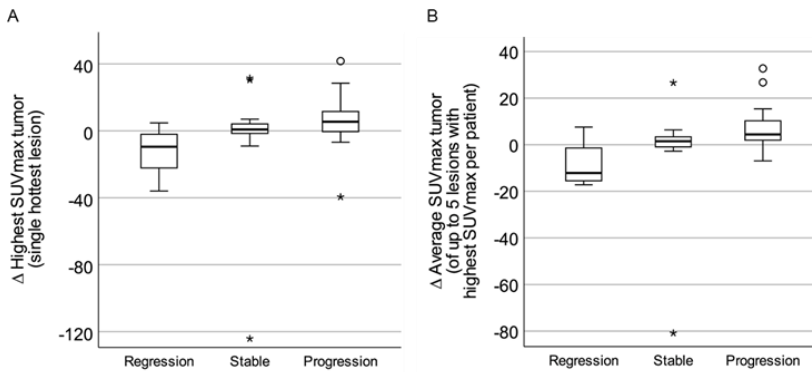 A
Δ Highest SUVmax tumor
(single hottest lesion)
40
0
-40
-80
-120
Regression
Stable
Progression
B
Δ Average SUVmax tumor
(of up to 5 lesions with
highest SUVmax per patient)
40
20
0
-20
-40
-60
-80
Regression
Stable
Progression